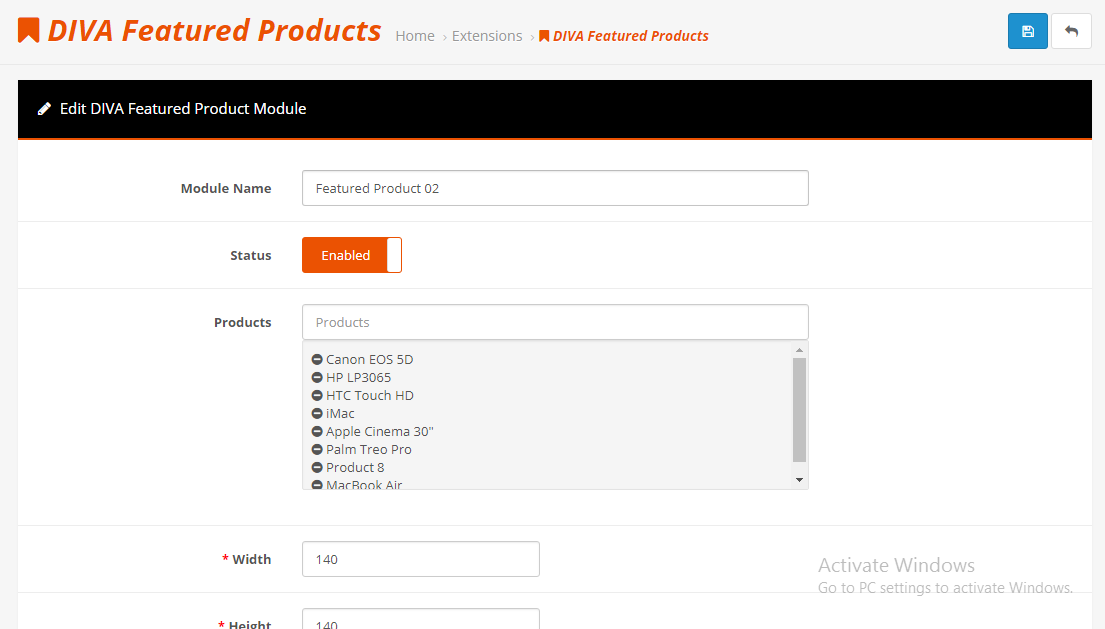 DIVA Featured Products Home › Extensions › DIVA Featured Products
Edit DIVA Featured Product Module
Module Name Featured Product 02
Status Enabled
Products Products
Canon EOS 5D
HP LP3065
HTC Touch HD
iMac
Apple Cinema 30"
Palm Treo Pro
Product 8
MacBook Air
* Width 140
Activate Windows
Go to PC settings to activate Windows.
* Height 140